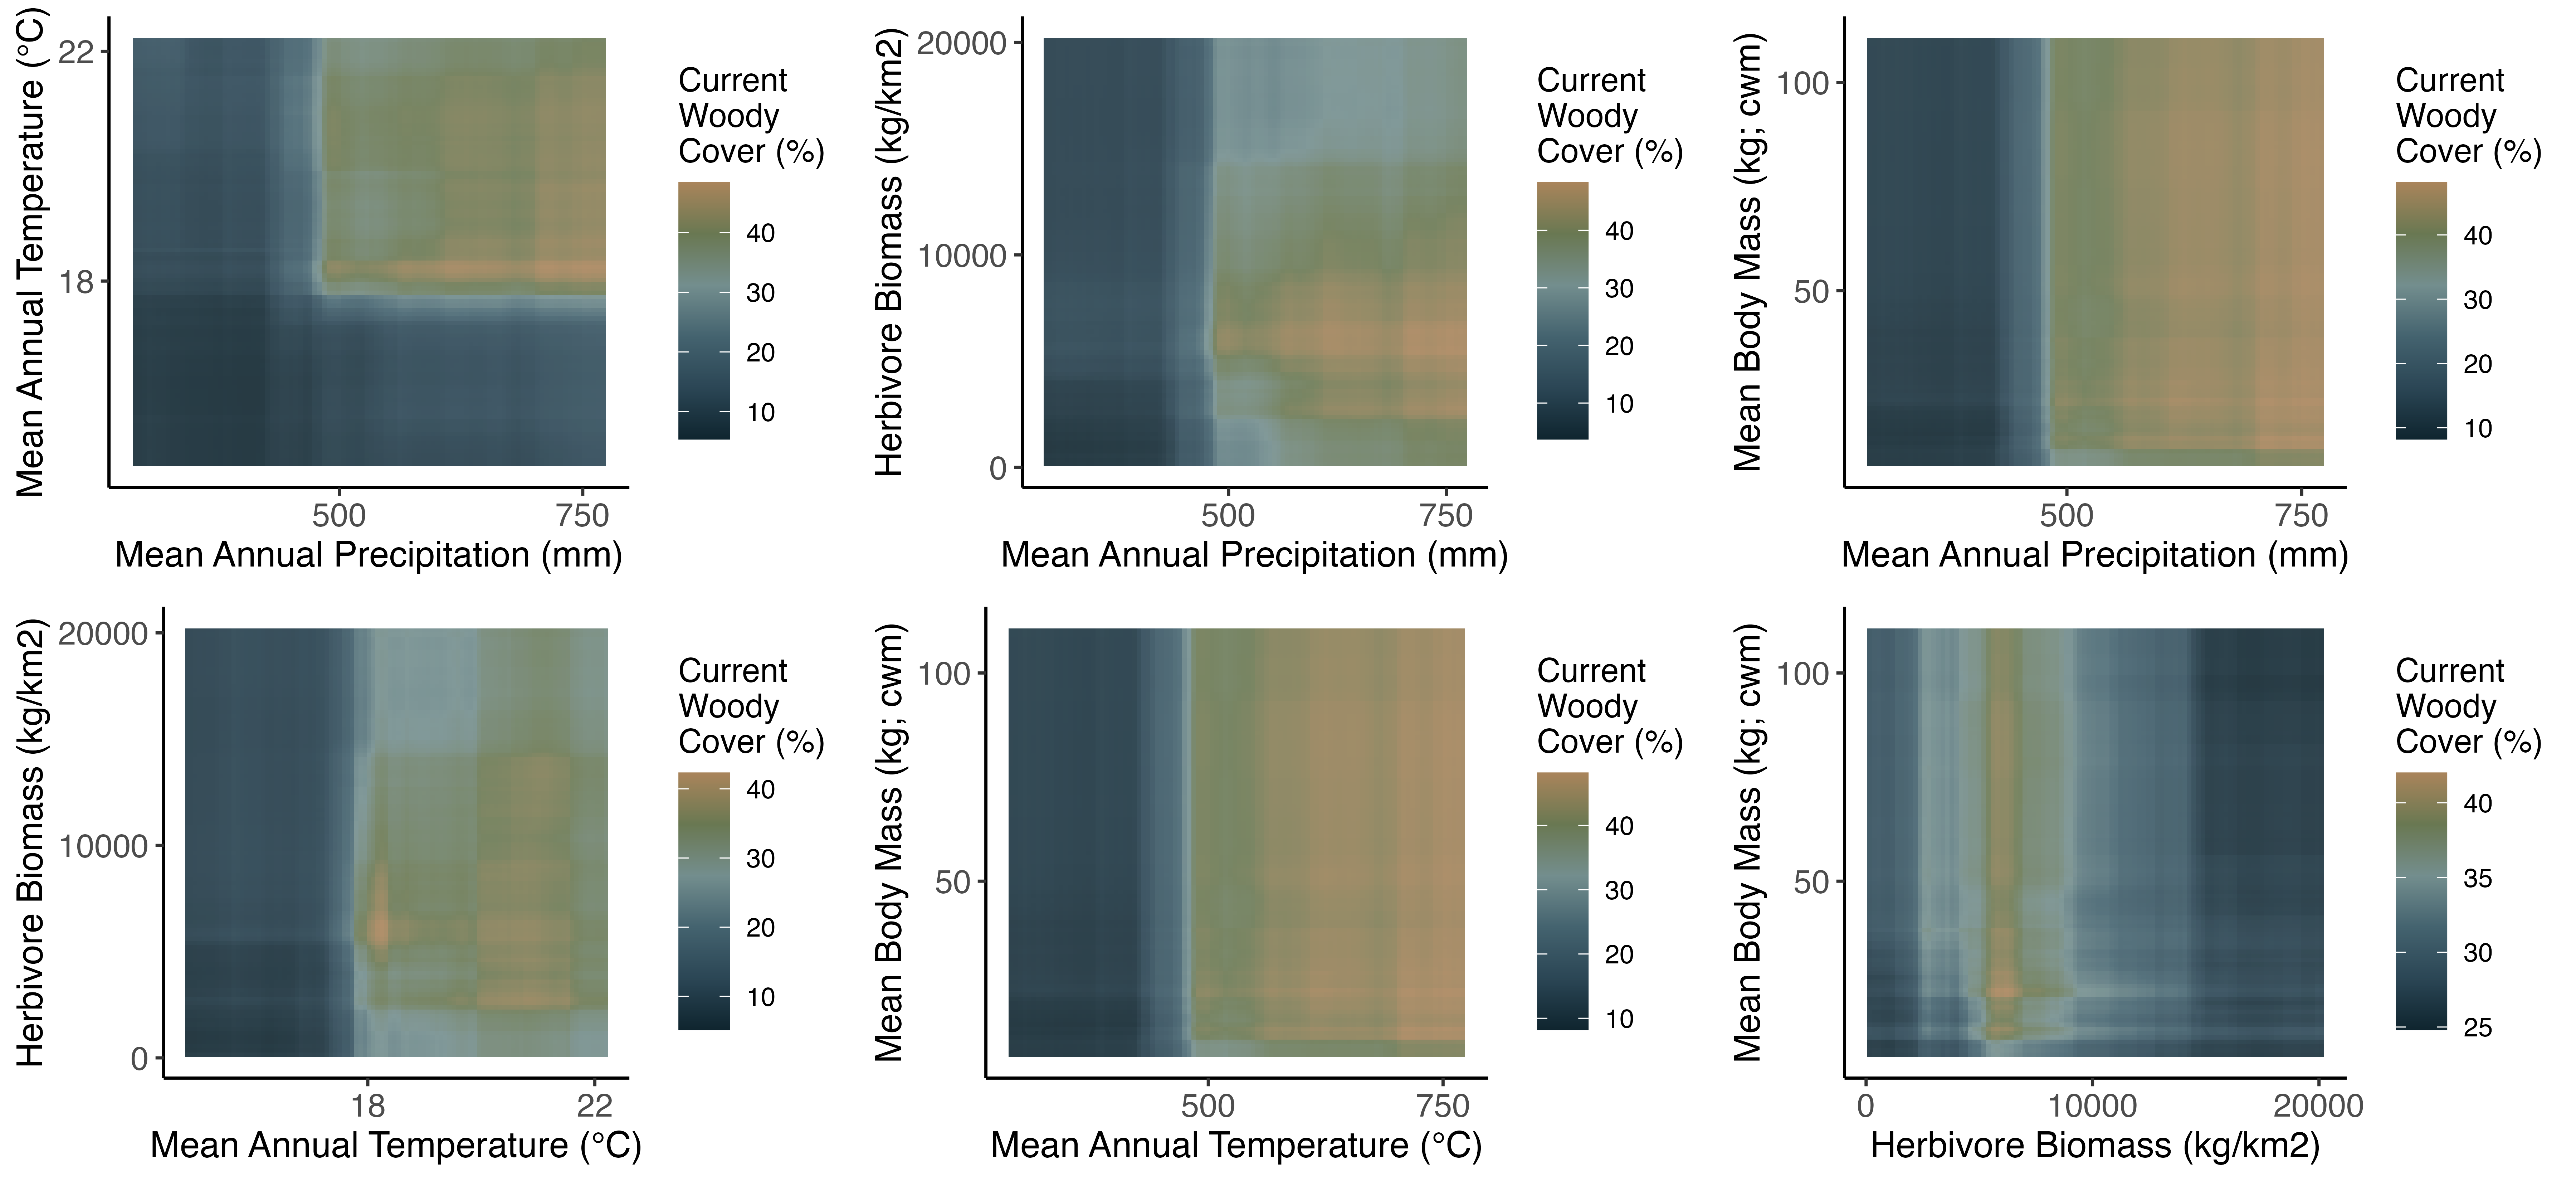 Mean Annual Temperature (°C)
22
18
500
750
Mean Annual Precipitation (mm)
Current
Woody
Cover (%)
40
30
20
10
Herbivore Biomass (kg/km2)
20000
10000
0
500
750
Mean Annual Precipitation (mm)
Current
Woody
Cover (%)
40
30
20
10
Mean Body Mass (kg; cwm)
100
50
500
750
Mean Annual Precipitation (mm)
Current
Woody
Cover (%)
40
30
20
10
Herbivore Biomass (kg/km2)
20000
10000
0
18
22
Mean Annual Temperature (°C)
Current
Woody
Cover (%)
40
30
20
10
Mean Body Mass (kg; cwm)
100
50
500
750
Mean Annual Temperature (°C)
Current
Woody
Cover (%)
40
30
20
10
Mean Body Mass (kg; cwm)
100
50
0
10000
20000
Herbivore Biomass (kg/km2)
Current
Woody
Cover (%)
40
35
30
25